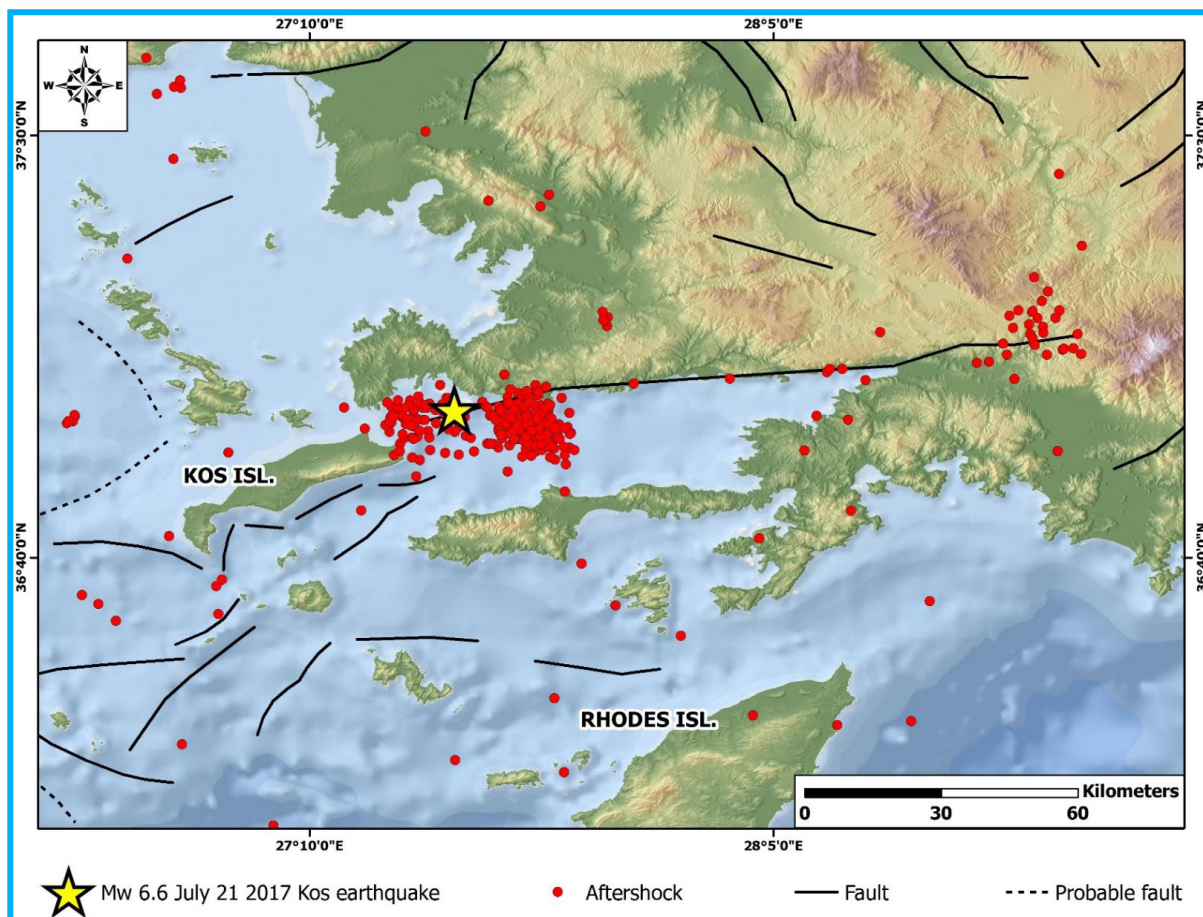 27°10'0"E 28°5'0"E
N
W E
S
37°30'0"N 37°30'0"N
KOS ISL.
36°40'0"N 36°40'0"N
RHODES ISL.
Kilometers
0 30 60
27°10'0"E 28°5'0"E
Mw 6.6 July 21 2017 Kos earthquake Aftershock Fault Probable fault